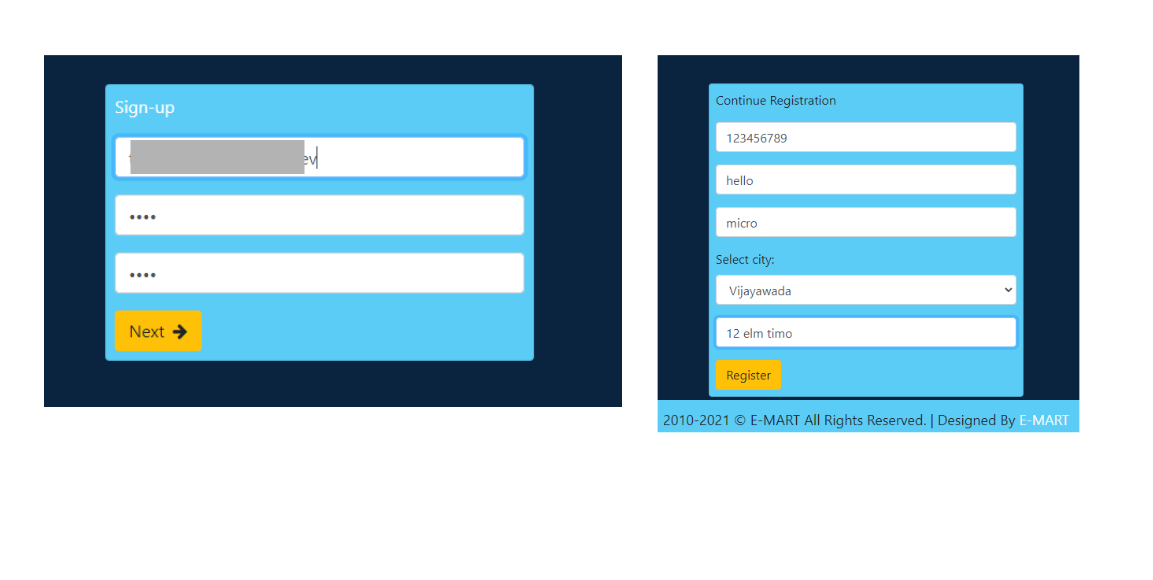 Sign-up
ev
••••
••••
Next
Continue Registration
123456789
hello
micro
Select city:
Vijayawada
12 elm timo
Register
2010-2021 © E-MART All Rights Reserved. | Designed By E-MART